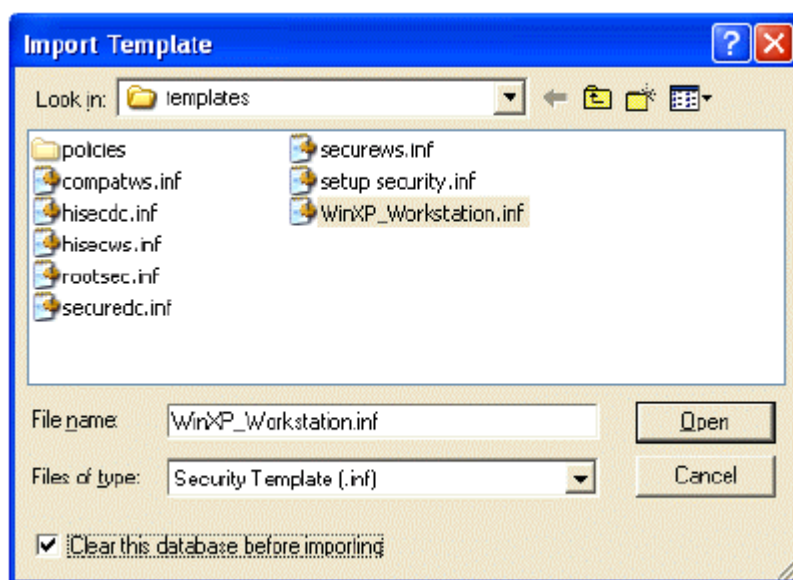 Import Template
Look in: templates
policies
compatws.inf
hisecdc.inf
hisecws.inf
rootsec.inf
securedc.inf
securews.inf
setup security.inf
WinXP_Workstation.inf
File name: WinXP_Workstation.inf
Open
Files of type: Security Template (.inf)
Cancel
Clear this database before importing